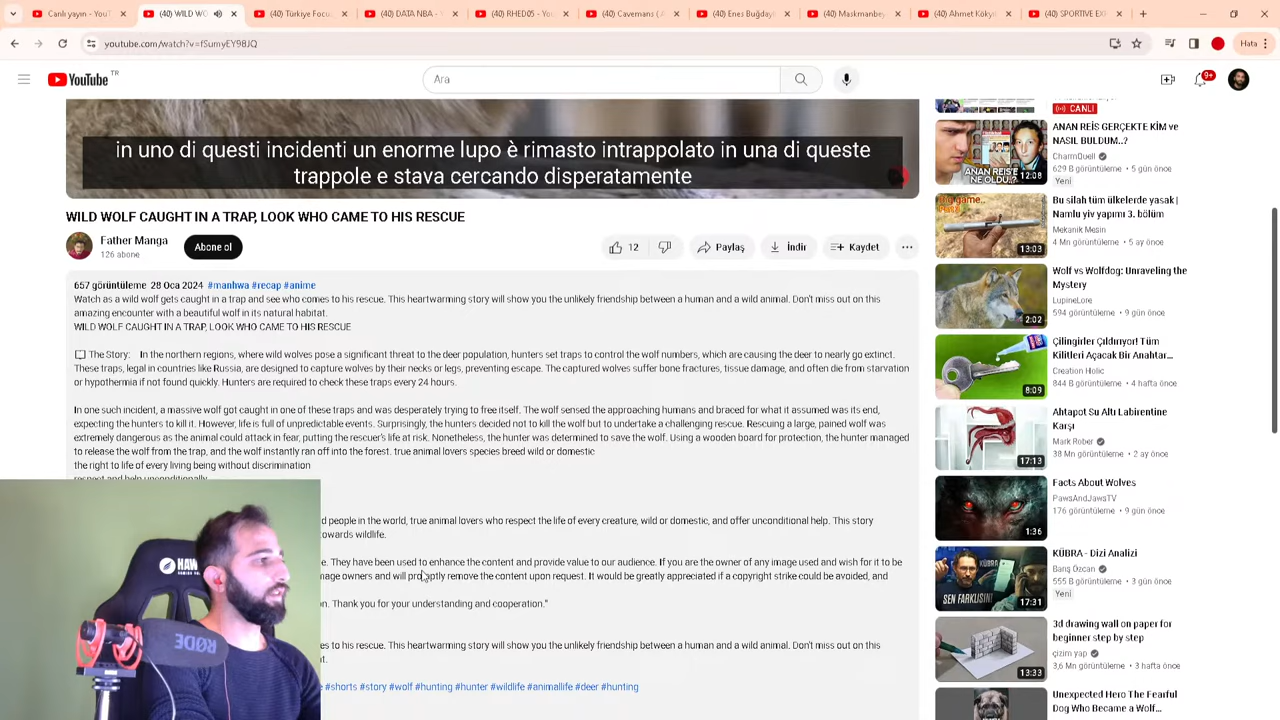 Canlı yayın - YouT
(40) WILD WO
(40) Türkiye Focu
(40) DATA NBA - Y
(40) RHED05 - You
(40) Cavemans ( A
(40) Enes Buğdayl
(40) Maskmanbey
(40) Ahmet Kökyi
(40) SPORTIVE EX
youtube.com/watch?v=fSumyEY98JQ
Hata
YouTube TR
Ara
9+
in uno di questi incidenti un enorme lupo è rimasto intrappolato in una di queste
trappole estava cercando disperatamente
WILD WOLF CAUGHT IN A TRAP, LOOK WHO CAME TO HIS RESCUE
Father Manga
126 abone
Abone ol
12
Paylaş
İndir
Kaydet
657 görüntüleme 28 Oca 2024 #manhwa #recap #anime
Watch as a wild wolf gets caught in a trap and see who comes to his rescue. This heartwarming story will show you the unlikely friendship between a human and a wild animal. Don't miss out on this
amazing encounter with a beautiful wolf in its natural habitat.
WILD WOLF CAUGHT IN A TRAP, LOOK WHO CAME TO HIS RESCUE
The Story: In the northern regions, where wild wolves pose a significant threat to the deer population, hunters set traps to control the wolf numbers, which are causing the deer to nearly go extinct.
These traps, legal in countries like Russia, are designed to capture wolves by their necks or legs, preventing escape. The captured wolves suffer bone fractures, tissue damage, and often die from starvation
or hypothermia if not found quickly. Hunters are required to check these traps every 24 hours.
In one such incident, a massive wolf got caught in one of these traps and was desperately trying to free itself. The wolf sensed the approaching humans and braced for what it assumed was its end,
expecting the hunters to kill it. However, life is full of unpredictable events. Surprisingly, the hunters decided not to kill the wolf but to undertake a challenging rescue. Rescuing a large, pained wolf was
extremely dangerous as the animal could attack in fear, putting the rescuer's life at risk. Nonetheless, the hunter was determined to save the wolf. Using a wooden board for protection, the hunter managed
to release the wolf from the trap, and the wolf instantly ran off into the forest. true animal lovers species breed wild or domestic
the right to life of every living being without discrimination
respect and help unconditionally
d people in the world, true animal lovers who respect the life of every creature, wild or domestic, and offer unconditional help. This story
owards wildlife.
e. They have been used to enhance the content and provide value to our audience. If you are the owner of any image used and wish for it to be
mage owners and will promptly remove the content upon request. It would be greatly appreciated if a copyright strike could be avoided, and
n. Thank you for your understanding and cooperation."
es to his rescue. This heartwarming story will show you the unlikely friendship between a human and a wild animal. Don't miss out on this
t.
#shorts #story #wolf #hunting #hunter #wildlife #animallife #deer #hunting
HAW
RØDE
CANLI
ANAN REİS'E
NE OLDU..?
12:08
ANAN REİS GERÇEKTE KİM ve
NASIL BULDUM..?
CharmQuell
629 B görüntüleme • 5 gün önce
Yeni
13:03
Bu silah tüm ülkelerde yasak |
Namlu yiv yapımı 3. bölüm
Mekanik Mesin
4 Mn görüntüleme • 5 ay önce
2:02
Wolf vs Wolfdog: Unraveling the
Mystery
LupineLore
594 görüntüleme • 9 gün önce
8:09
Çilingirler Çıldırıyor! Tüm
Kilitleri Açacak Bir Anahtar...
Creation Holic
844 B görüntüleme • 4 hafta önce
17:13
Ahtapot Su Altı Labirentine
Karşı
Mark Rober
38 Mn görüntüleme • 2 ay önce
1:36
Facts About Wolves
PawsAndJawsTV
176 görüntüleme • 9 gün önce
SEN FARKLISIN!
17:31
KÜBRA - Dizi Analizi
Barış Özcan
555 B görüntüleme • 3 gün önce
Yeni
13:33
3d drawing wall on paper for
beginner step by step
çizim yap
3,6 Mn görüntüleme • 3 hafta önce
Unexpected Hero The Fearful
Dog Who Became a Wolf...